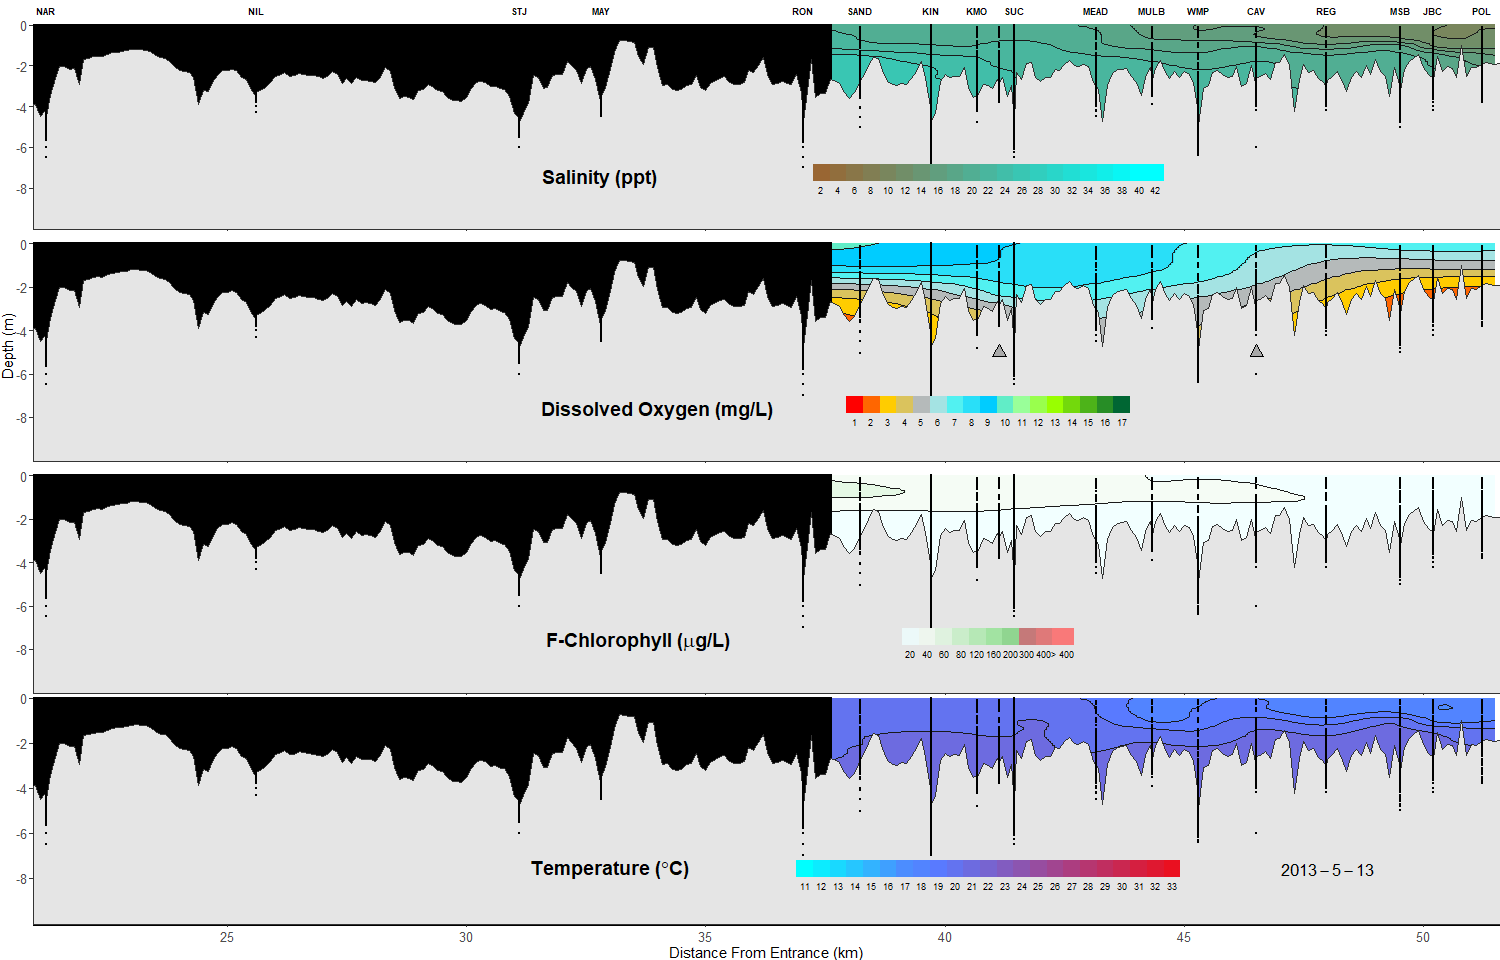 NAR NIL STJ MAY RON SAND KIN KMO SUC MEAD MULB WMP CAV REG MSB JBC POL
0
-2
-4
-6
-8
Salinity (ppt)
2 4 6 8 10 12 14 16 18 20 22 24 26 28 30 32 34 36 38 40 42
0
-2
-4
-6
-8
Depth (m)
Dissolved Oxygen (mg/L)
1 2 3 4 5 6 7 8 9 10 11 12 13 14 15 16 17
0
-2
-4
-6
-8
F-Chlorophyll (μg/L)
20 40 60 80 120 160 200 300 400> 400
0
-2
-4
-6
-8
Temperature (°C)
11 12 13 14 15 16 17 18 19 20 21 22 23 24 25 26 27 28 29 30 31 32 33
2013 – 5 – 13
25 30 35 40 45 50
Distance From Entrance (km)